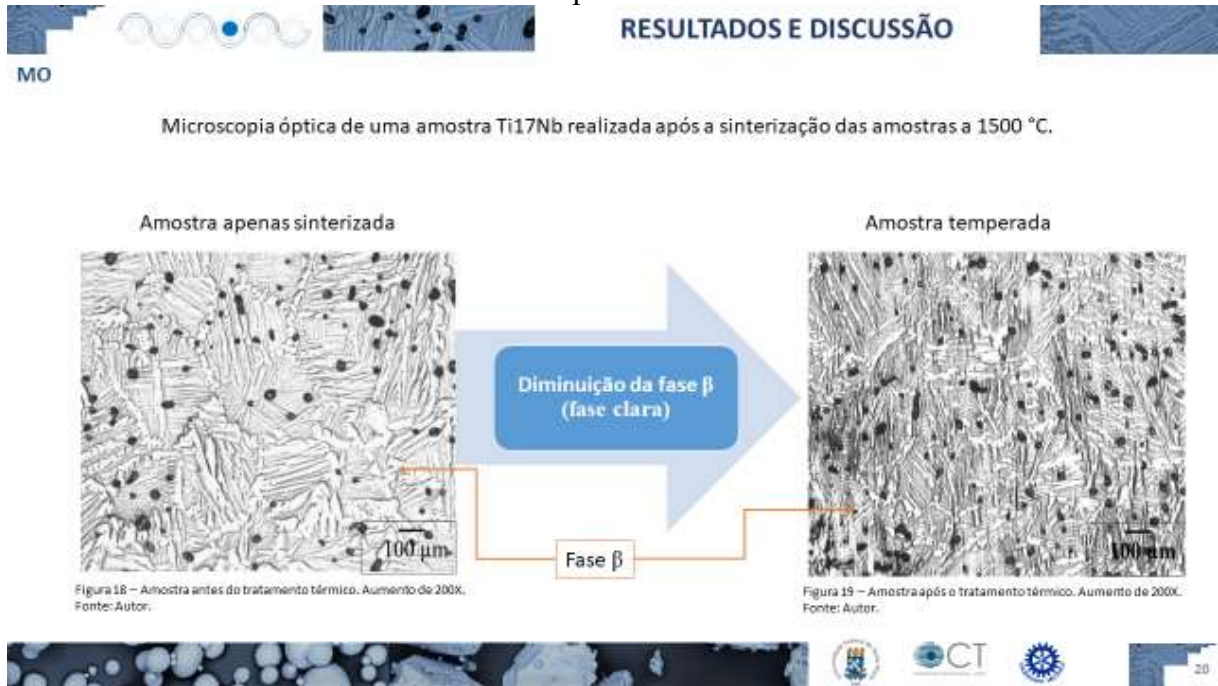 RESULTADOS E DISCUSSÃO
MO
Microscopia óptica de uma amostra Ti17Nb realizada após a sinterização das amostras a 1500 °C.
Amostra apenas sinterizada
Amostra temperada
Diminuição da fase β
(fase clara)
100 µm
100 µm
Fase β
Figura 18 – Amostra antes do tratamento térmico. Aumento de 200X.
Fonte: Autor.
Figura 19 – Amostra após o tratamento térmico. Aumento de 200X.
Fonte: Autor.
CT
20